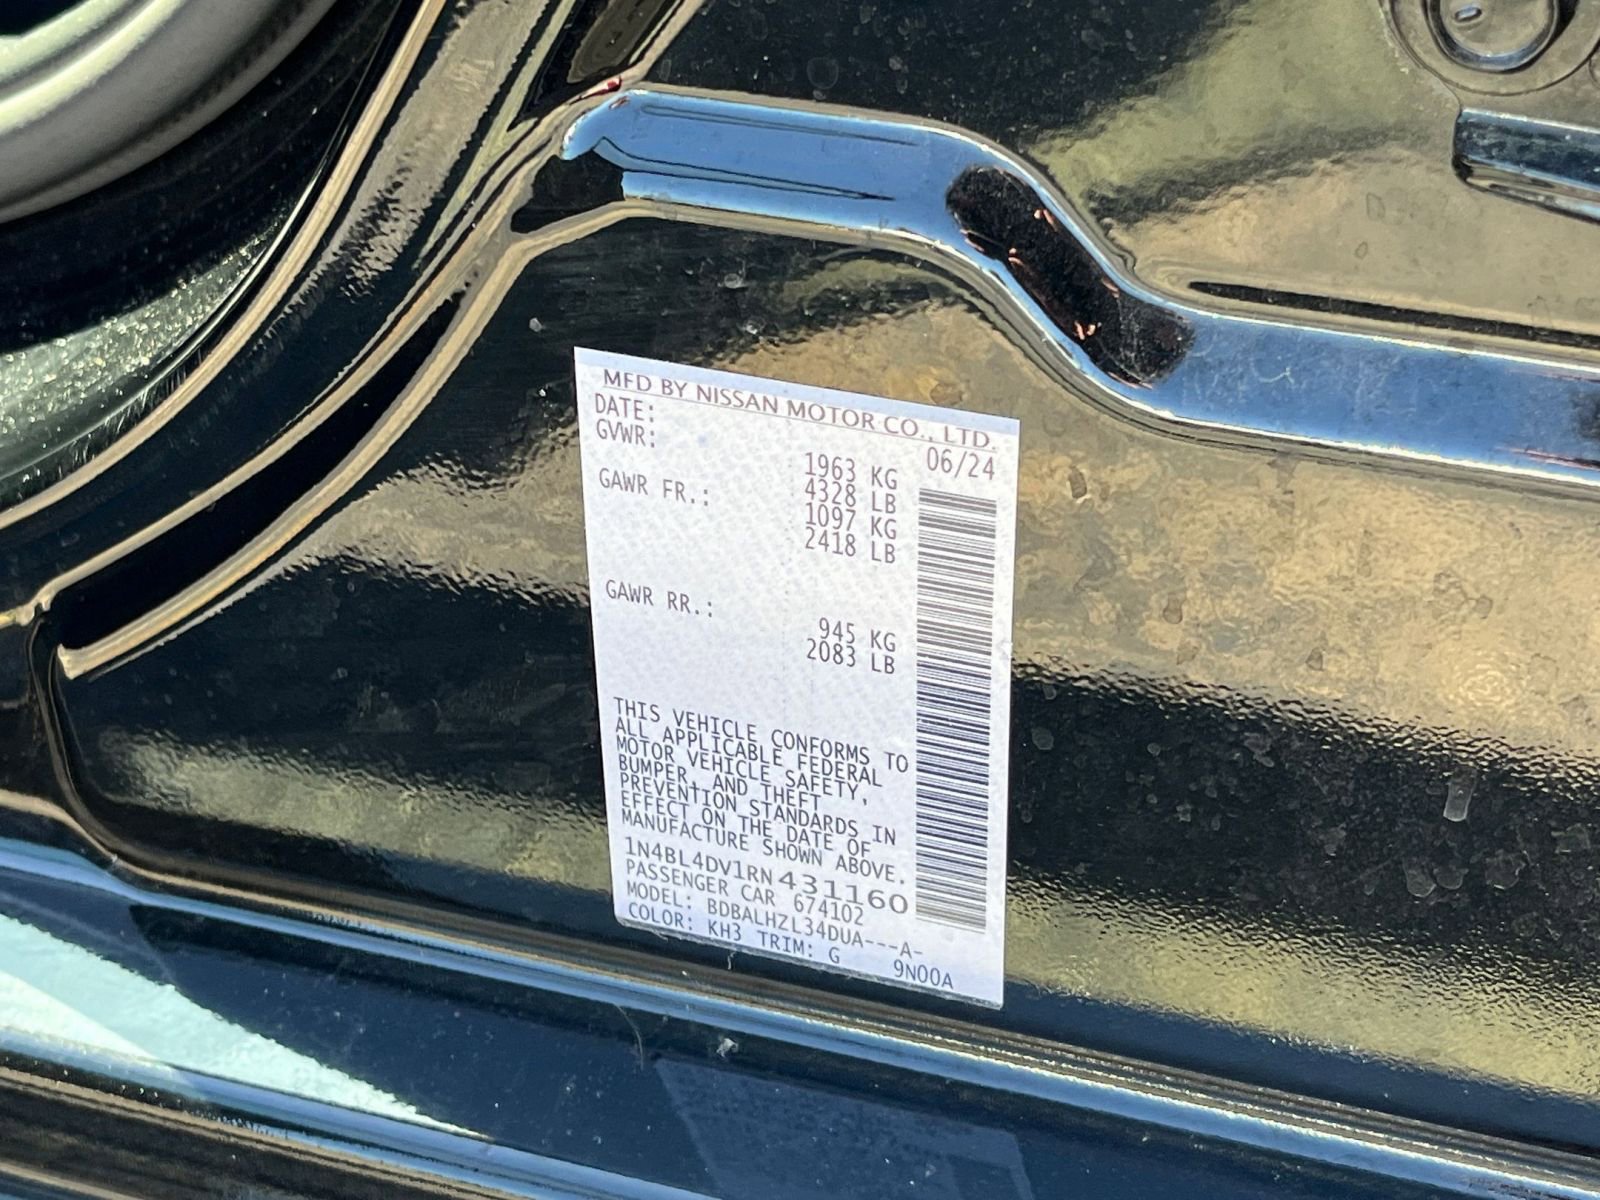 MFD BY NISSAN MOTOR CO., LTD.
DATE: 06/24
GVWR: 1963 KG
4328 LB
GAWR FR.: 1097 KG
2418 LB
GAWR RR.: 945 KG
2083 LB
THIS VEHICLE CONFORMS TO
ALL APPLICABLE FEDERAL
MOTOR VEHICLE SAFETY,
BUMPER, AND THEFT
PREVENTION STANDARDS IN
EFFECT ON THE DATE OF
MANUFACTURE SHOWN ABOVE.
1N4BL4DV1RN431160
PASSENGER CAR 674102
MODEL: BDBALHZL34DUA---A-
COLOR: KH3 TRIM: G 9N00A